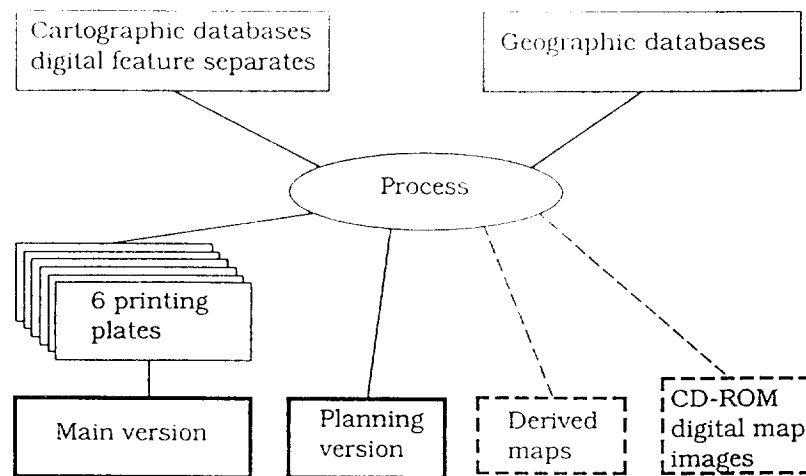 Cartographic databases
digital feature separates
Geographic databases
Process
6 printing
plates
Main version
Planning
version
Derived
maps
CD-ROM
digital map
images